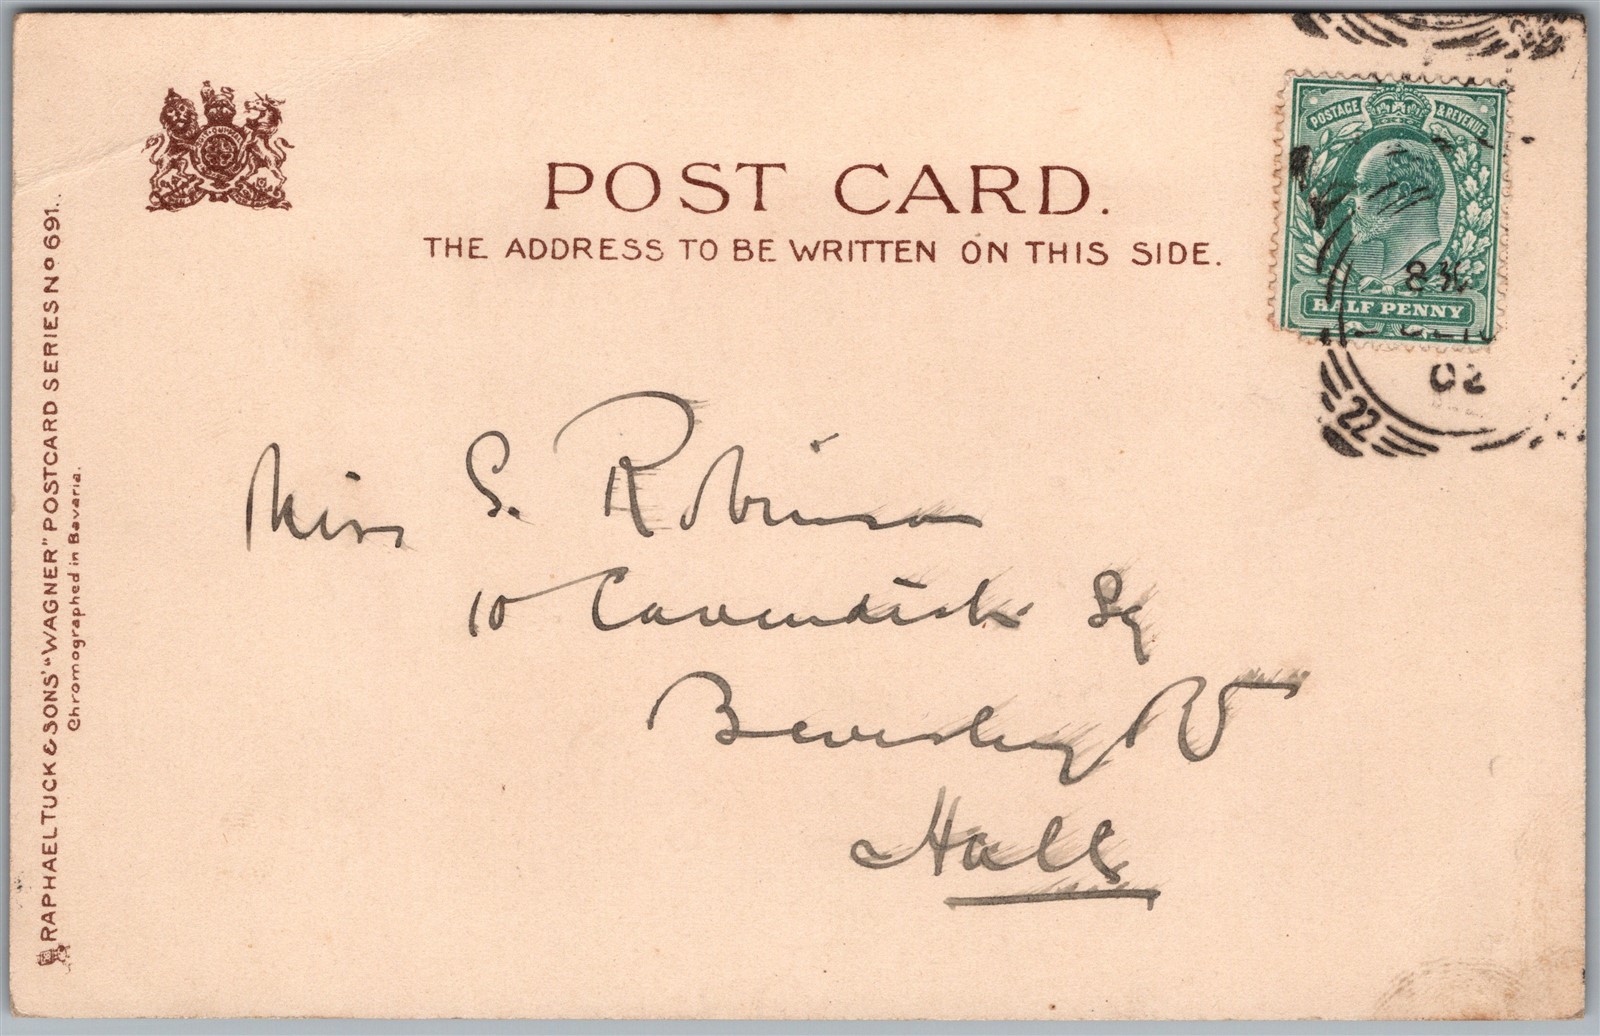 POST CARD.
THE ADDRESS TO BE WRITTEN ON THIS SIDE.
POSTAGE & REVENUE
HALF PENNY
8
02
22
Miss S. Robinson
10 Cavendish Sq
Beverley Rd
Hull
RAPHAEL TUCK & SONS' "WAGNER" POSTCARD SERIES No 691.
Chromographed in Bavaria.